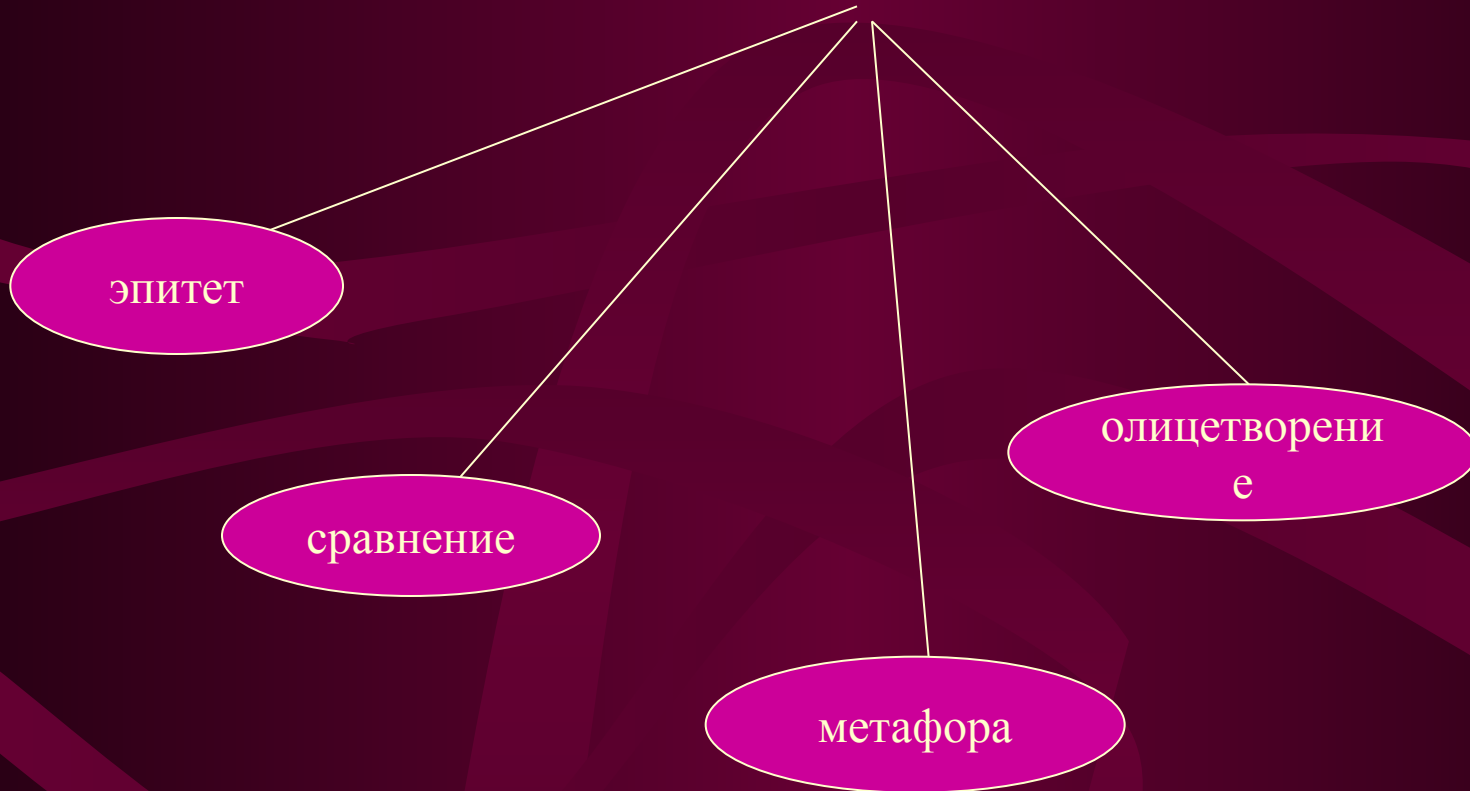 эпитет
олицетворени
е
сравнение
метафора